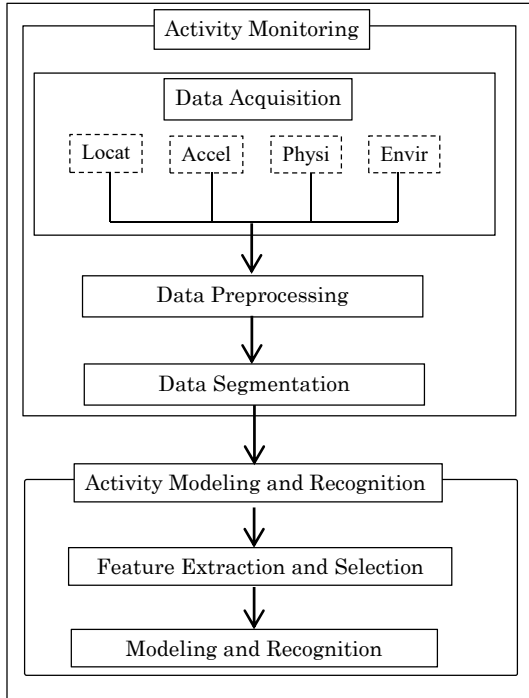 Activity Monitoring
Data Acquisition
Locat Accel Physi Envir
Data Preprocessing
Data Segmentation
Activity Modeling and Recognition
Feature Extraction and Selection
Modeling and Recognition